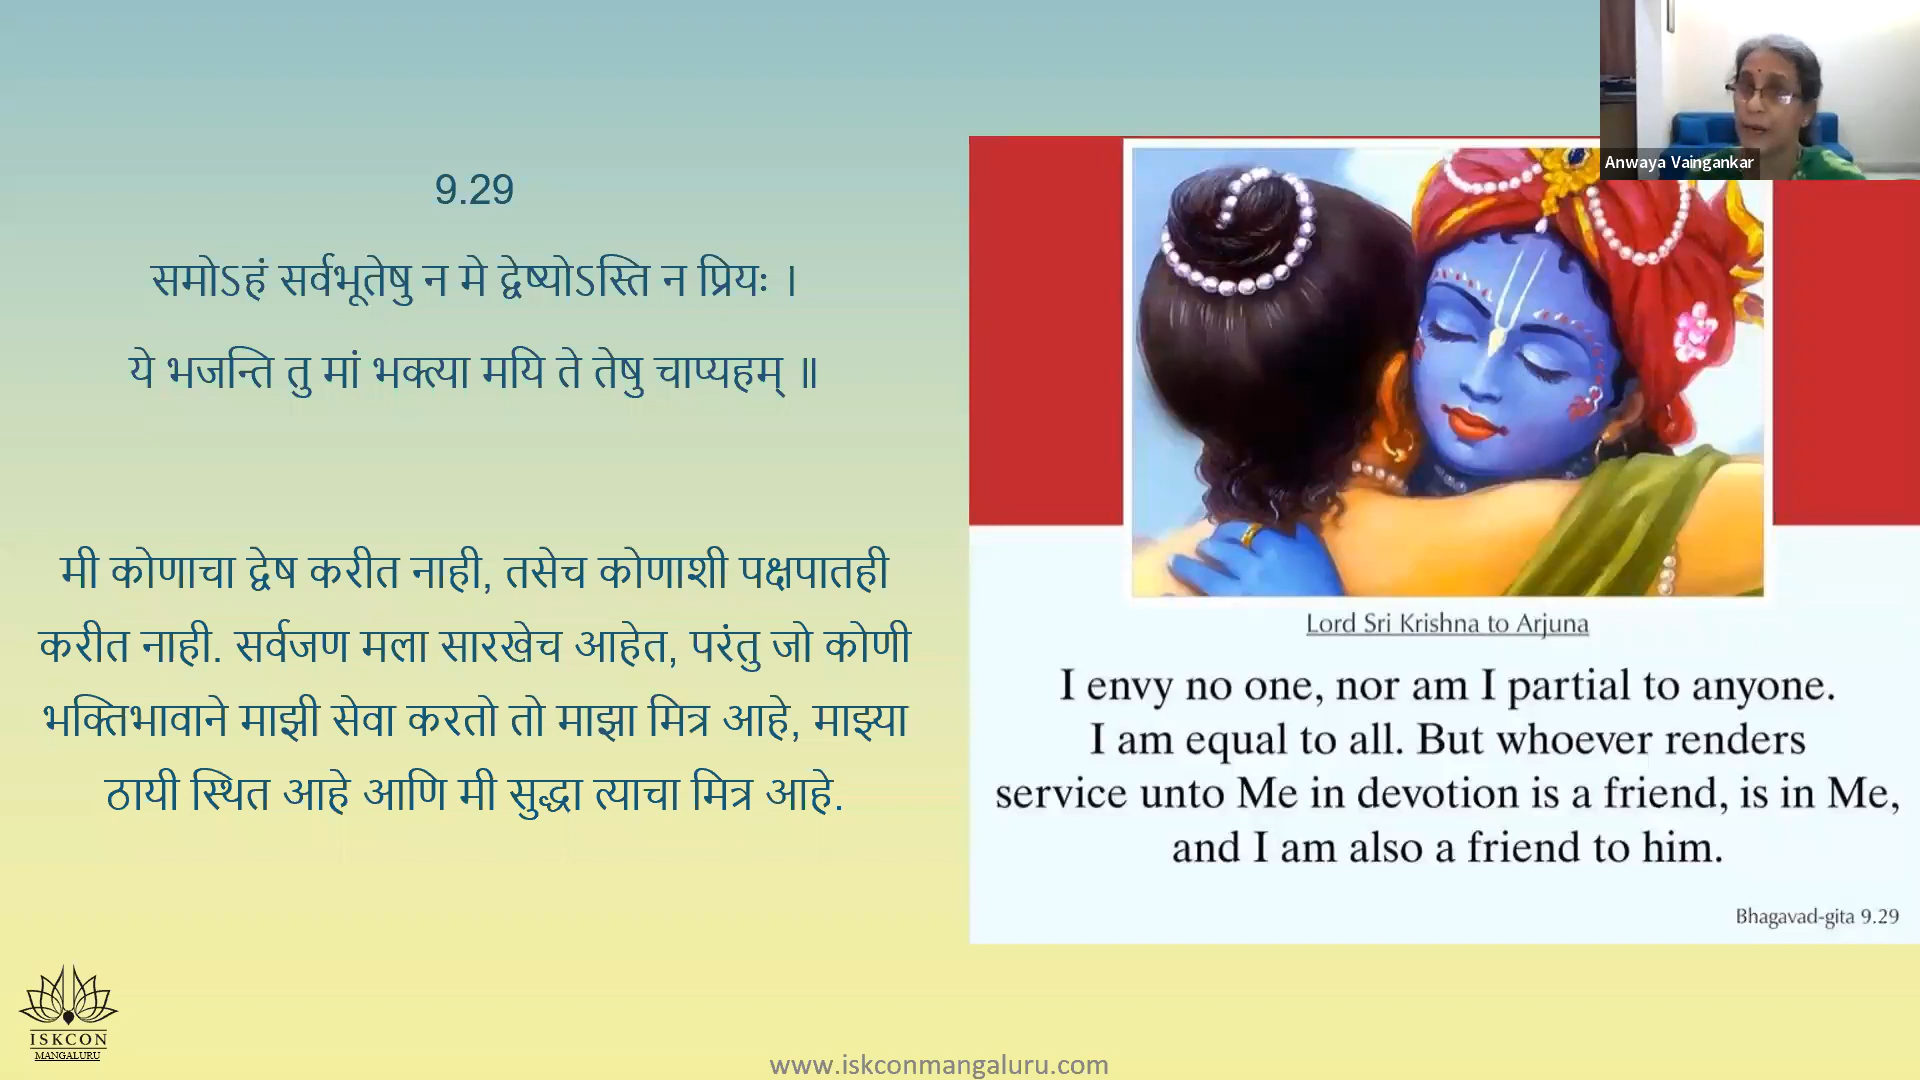 9.29
समोऽहं सर्वभूतेषु न मे द्वेष्योऽस्ति न प्रियः ।
ये भजन्ति तु मां भक्त्या मयि ते तेषु चाप्यहम् ॥
मी कोणाचा द्वेष करीत नाही, तसेच कोणाशी पक्षपातही
करीत नाही. सर्वजण मला सारखेच आहेत, परंतु जो कोणी
भक्तिभावाने माझी सेवा करतो तो माझा मित्र आहे, माझ्या
ठायी स्थित आहे आणि मी सुद्धा त्याचा मित्र आहे.
Anwaya Vaingankar
Lord Sri Krishna to Arjuna
I envy no one, nor am I partial to anyone.
I am equal to all. But whoever renders
service unto Me in devotion is a friend, is in Me,
and I am also a friend to him.
Bhagavad-gita 9.29
ISKCON
MANGALURU
www.iskconmangaluru.com